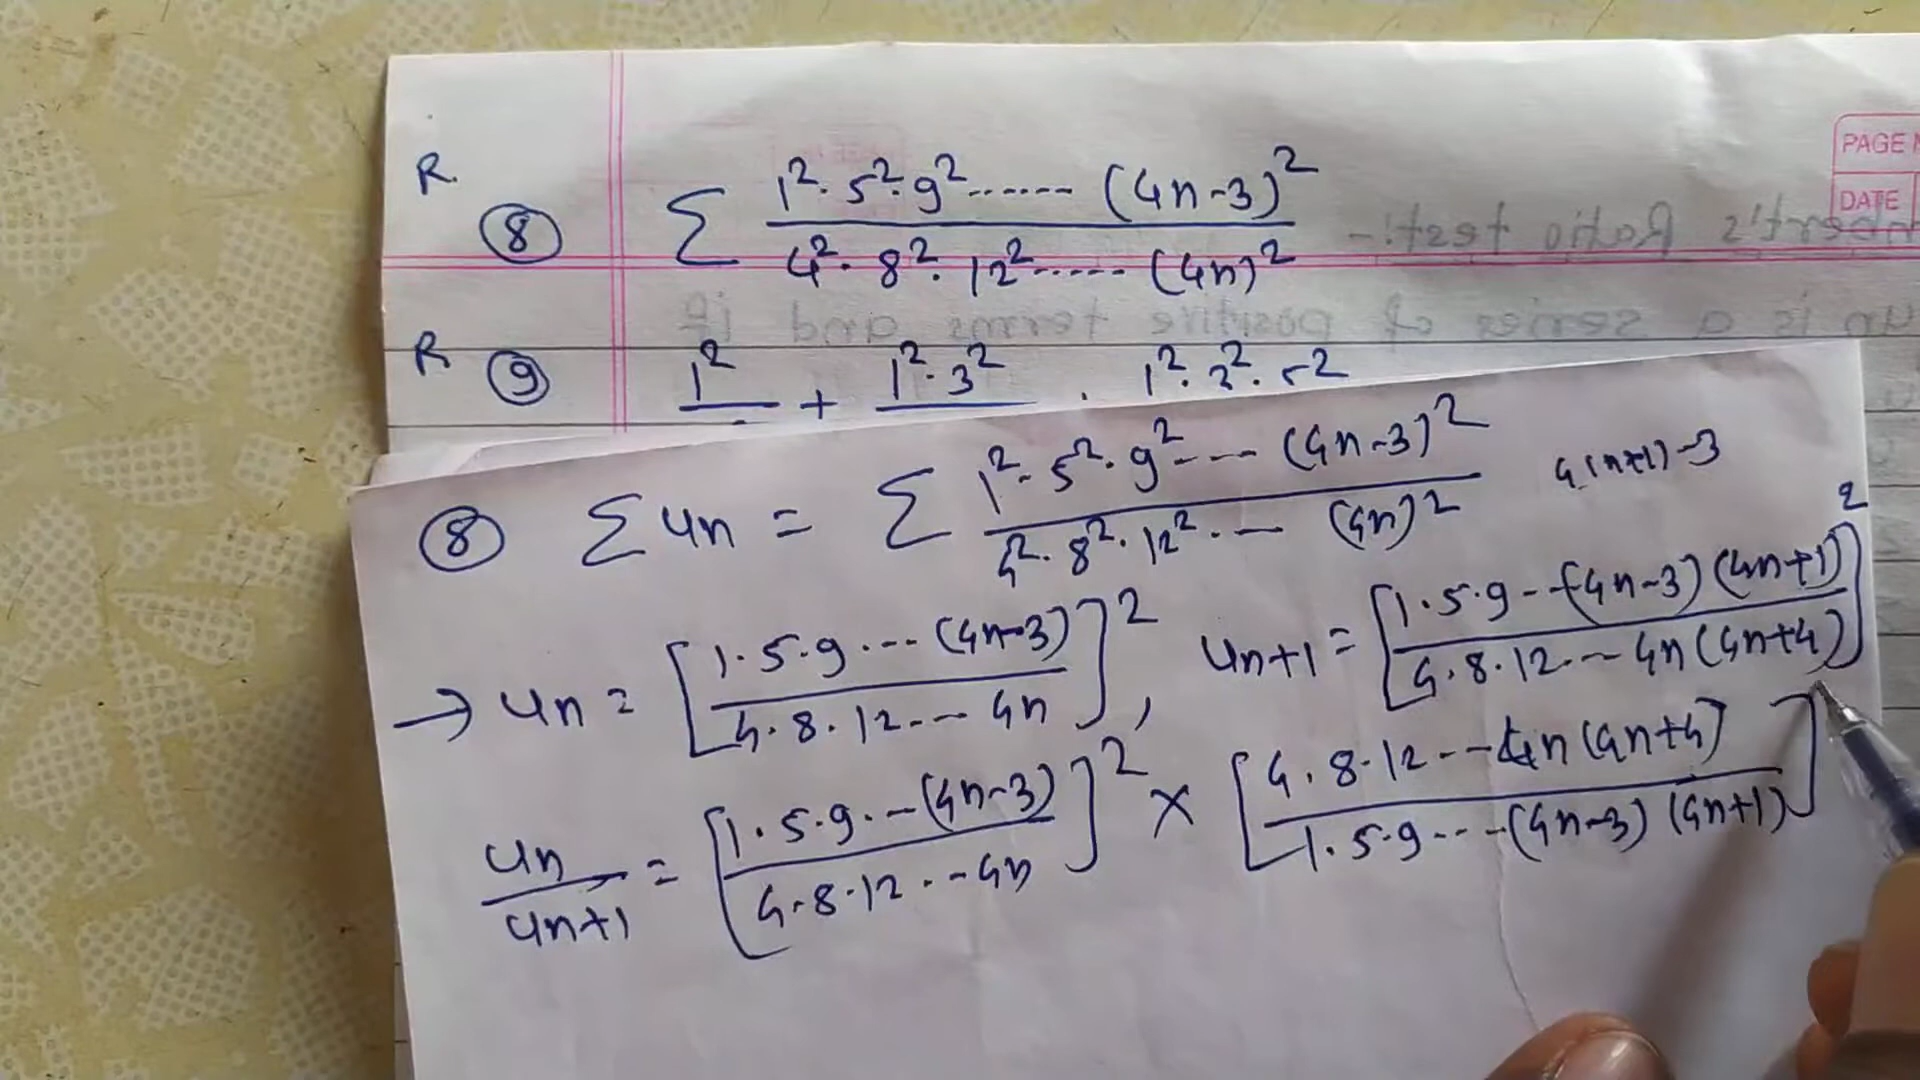 PAGE
DATE
R. ⑧ ∑ 1²·5²·9²...... (4n-3)² / 4²·8²·12²..... (4n)²
R ⑨ 1² + 1²·3² 1²·3²·5²
⑧ ∑ un = ∑ 1²·5²·9²---- (4n-3)² / 4²·8²·12²·-- (4n)² 4(n+1)-3
→ un = [1·5·9·-- (4n-3) / 4·8·12--- 4n]², un+1 = [1·5·9--(4n-3)(4n+1) / 4·8·12·-- 4n(4n+4)]²
un/un+1 = [1·5·9·--(4n-3) / 4·8·12·--4n]² × [4·8·12---4n(4n+4) / 1·5·9----(4n-3)(4n+1)]